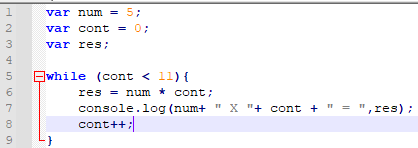 1 var num = 5;
2 var cont = 0;
3 var res;
4
5 while (cont < 11){
6 res = num * cont;
7 console.log(num+ " X "+ cont + " = ",res);
8 cont++;
9 }